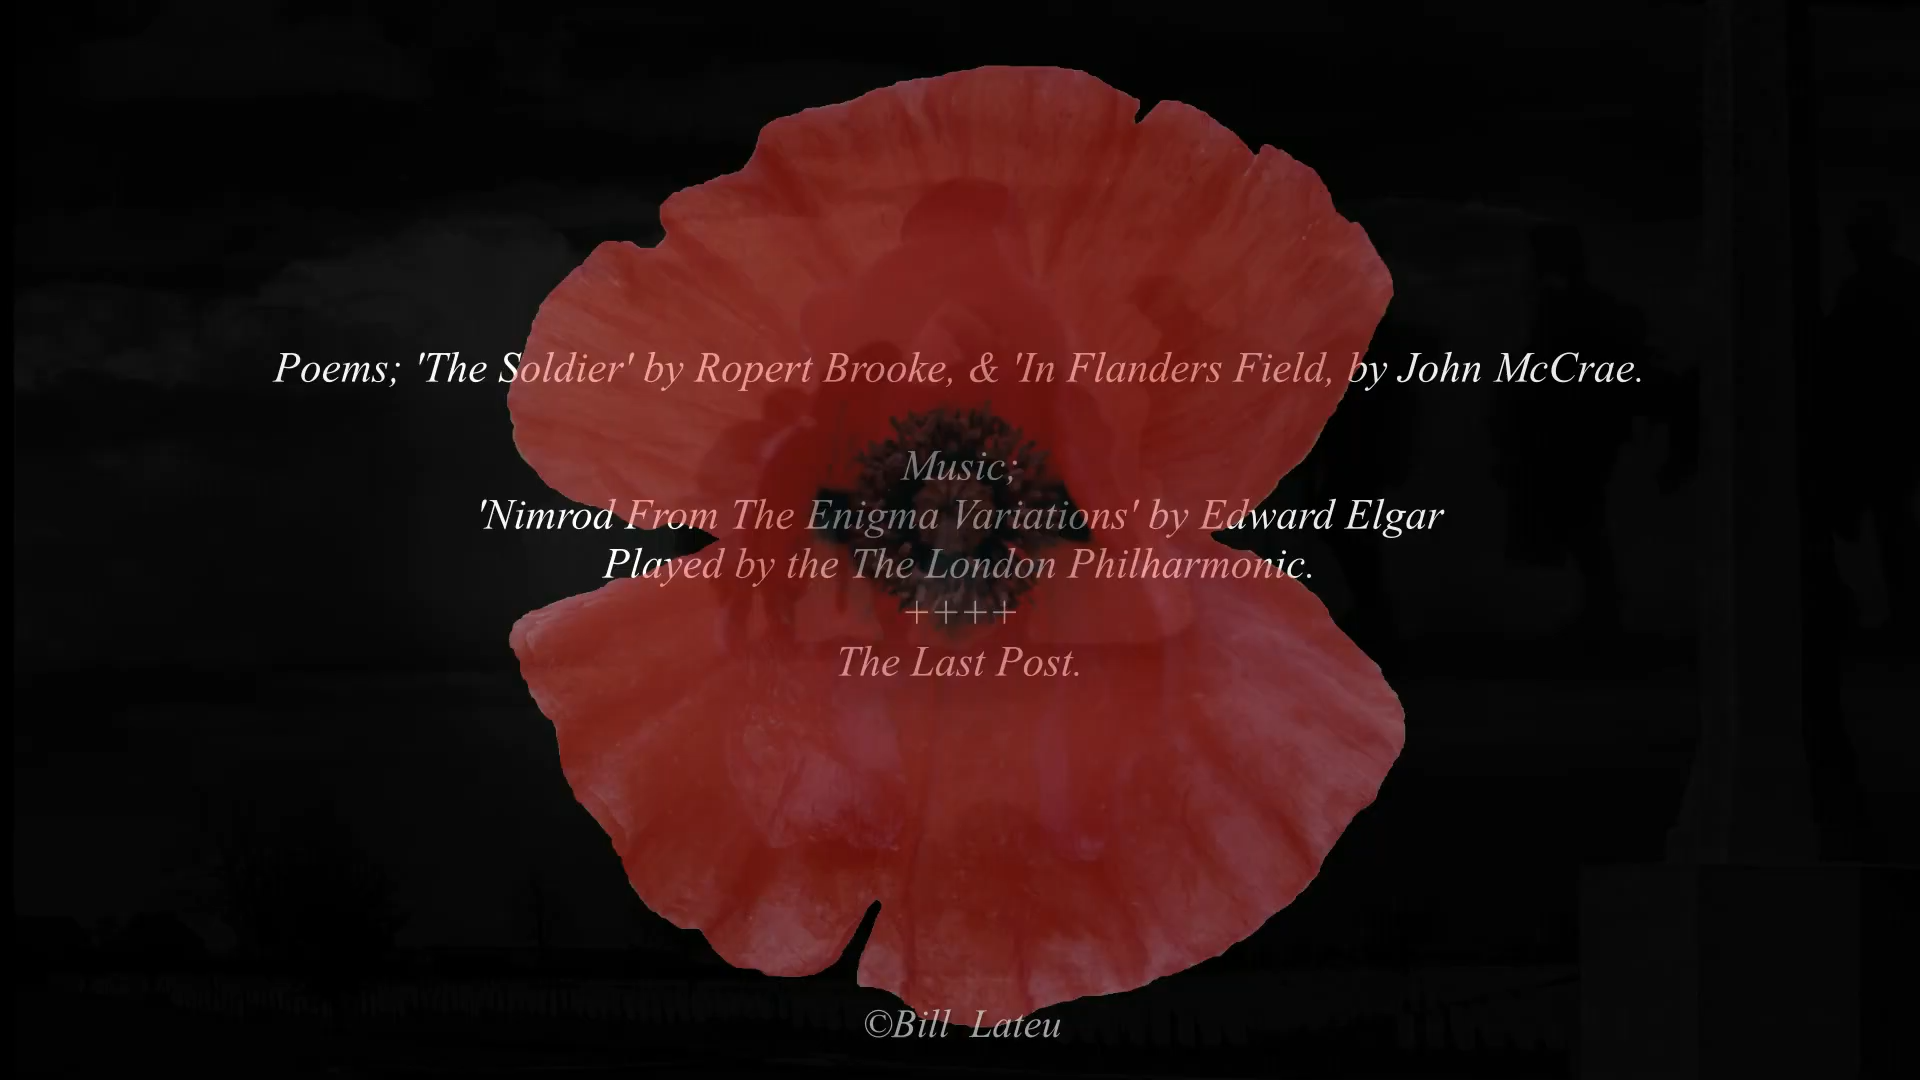 Poems; 'The Soldier' by Ropert Brooke, & 'In Flanders Field, by John McCrae.
Music;
'Nimrod From The Enigma Variations' by Edward Elgar
Played by the The London Philharmonic.
++++
The Last Post.
©Bill Lateu